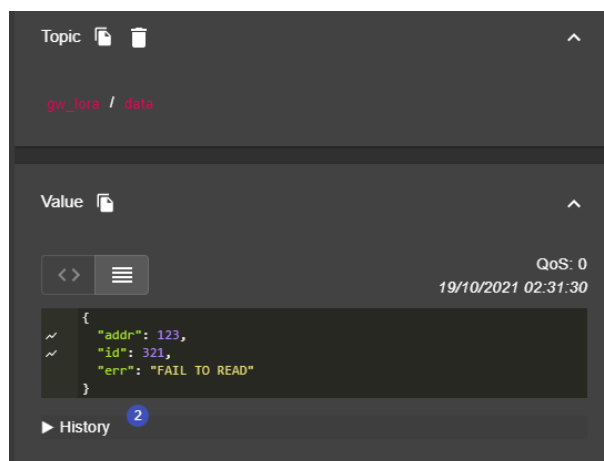 Topic
gw_lora / data
Value
QoS: 0
19/10/2021 02:31:30
{
"addr": 123,
"id": 321,
"err": "FAIL TO READ"
}
History 2